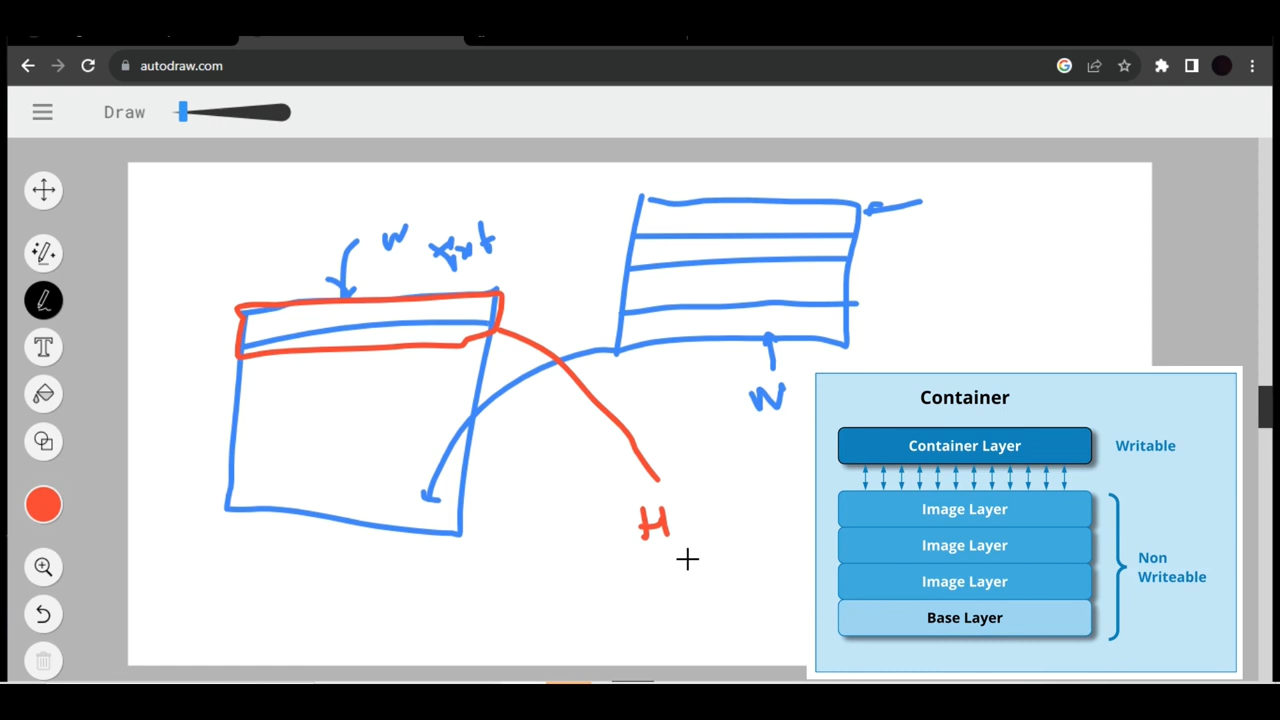 autodraw.com
Draw
W txt
W
H
Container
Container Layer
Writable
Image Layer
Image Layer
Image Layer
Base Layer
Non
Writeable